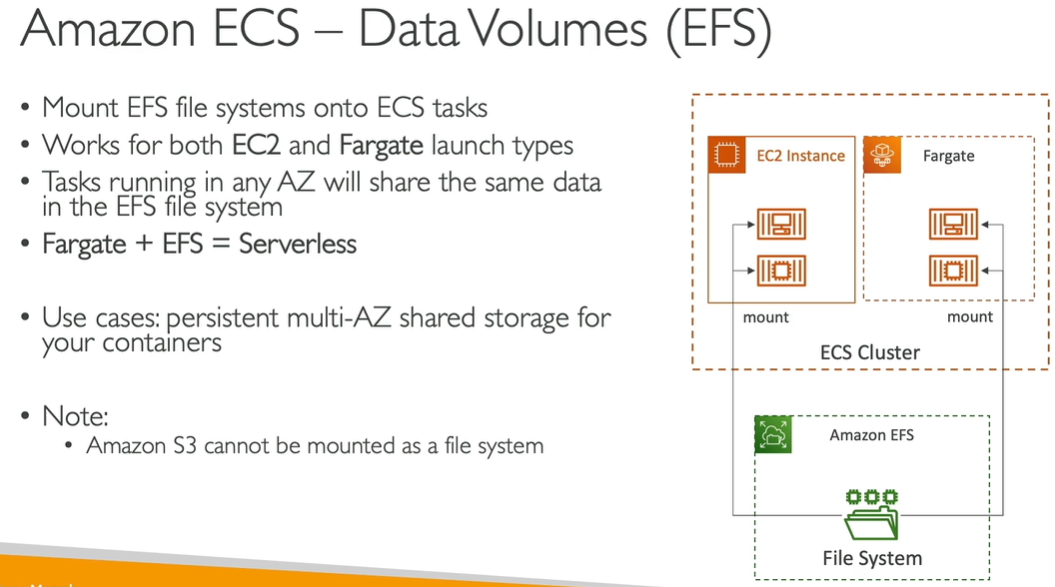 Amazon ECS – Data Volumes (EFS)
• Mount EFS file systems onto ECS tasks
• Works for both EC2 and Fargate launch types
• Tasks running in any AZ will share the same data
in the EFS file system
• Fargate + EFS = Serverless
• Use cases: persistent multi-AZ shared storage for
your containers
• Note:
• Amazon S3 cannot be mounted as a file system
EC2 Instance
Fargate
mount
mount
ECS Cluster
Amazon EFS
File System